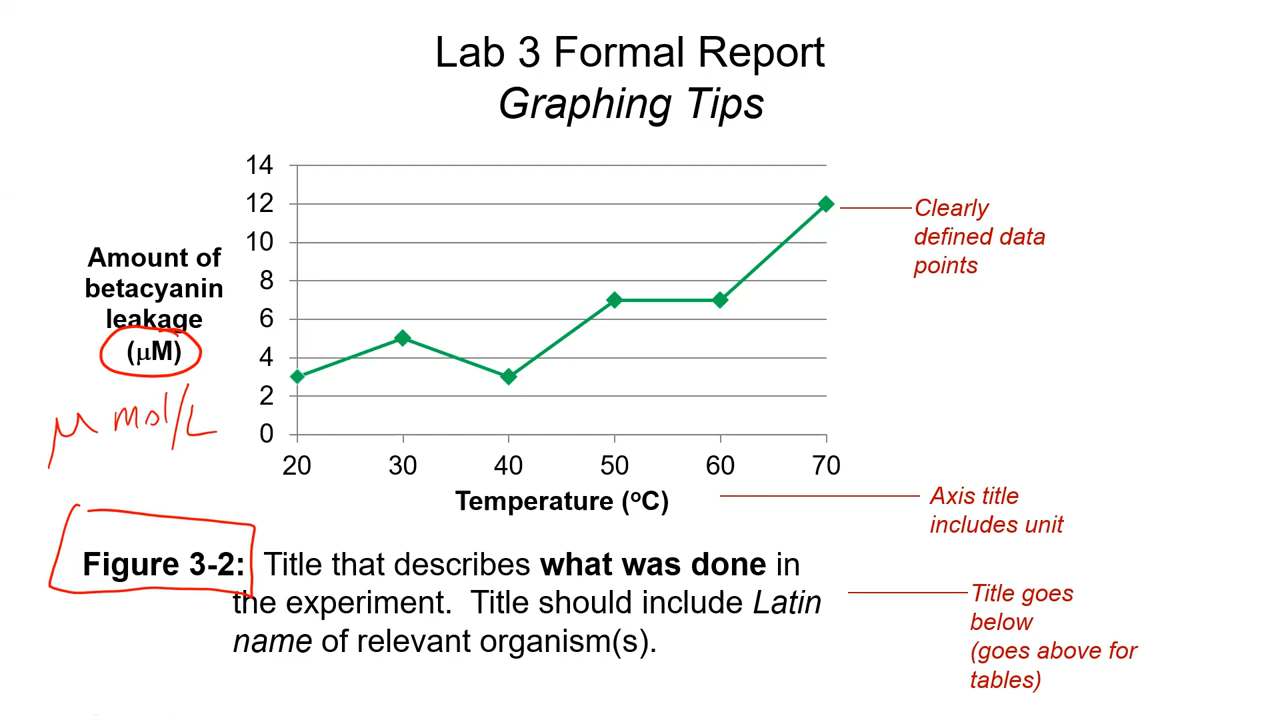 Lab 3 Formal Report
Graphing Tips
14
12
10
8
6
4
2
0
Amount of
betacyanin
leakage
(μM)
μ mol/L
20 30 40 50 60 70
Temperature (ºC)
Clearly
defined data
points
Axis title
includes unit
Figure 3-2: Title that describes what was done in
the experiment. Title should include Latin
name of relevant organism(s).
Title goes
below
(goes above for
tables)